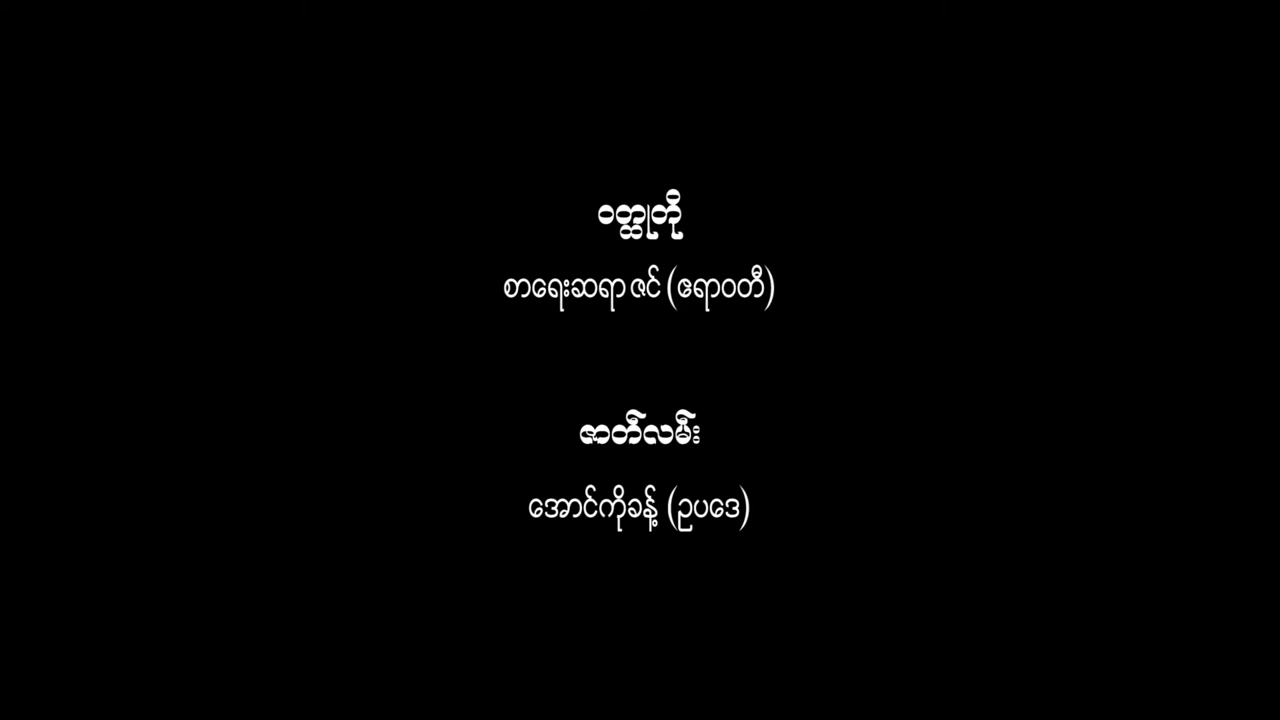 ဝတ္ထုတို
စာရေးဆရာ ဇင် (ဧရာဝတီ)
ဇာတ်လမ်း
အောင်ကိုခန့် (ဥပဒေ)